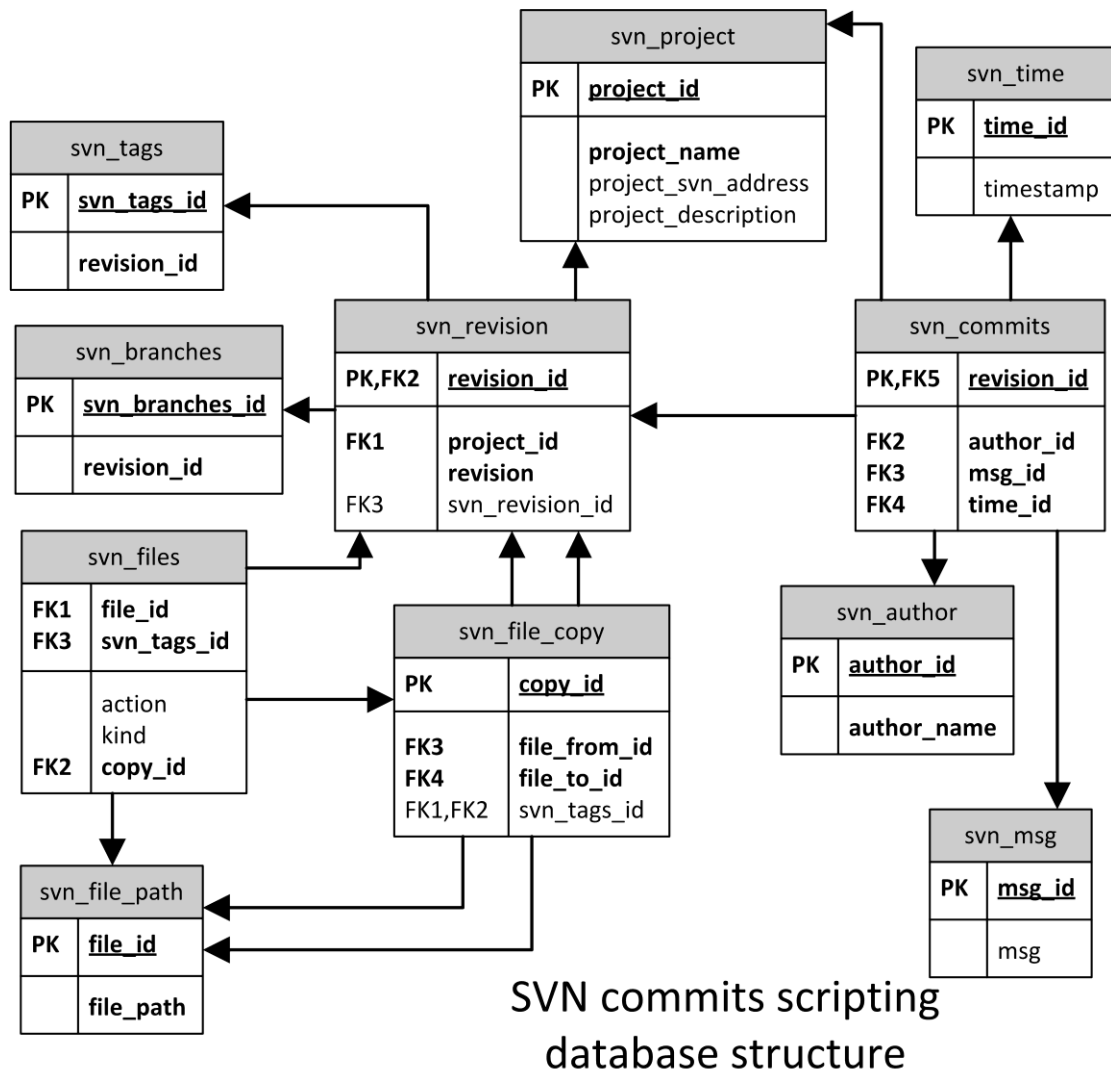 svn_project
PK project_id
project_name
project_svn_address
project_description
svn_time
PK time_id
timestamp
svn_tags
PK svn_tags_id
revision_id
svn_branches
PK svn_branches_id
revision_id
svn_revision
PK,FK2 revision_id
FK1 project_id
revision
FK3 svn_revision_id
svn_commits
PK,FK5 revision_id
FK2 author_id
FK3 msg_id
FK4 time_id
svn_files
FK1 file_id
FK3 svn_tags_id
action
kind
FK2 copy_id
svn_file_copy
PK copy_id
FK3 file_from_id
FK4 file_to_id
FK1,FK2 svn_tags_id
svn_author
PK author_id
author_name
svn_msg
PK msg_id
msg
svn_file_path
PK file_id
file_path
SVN commits scripting
database structure